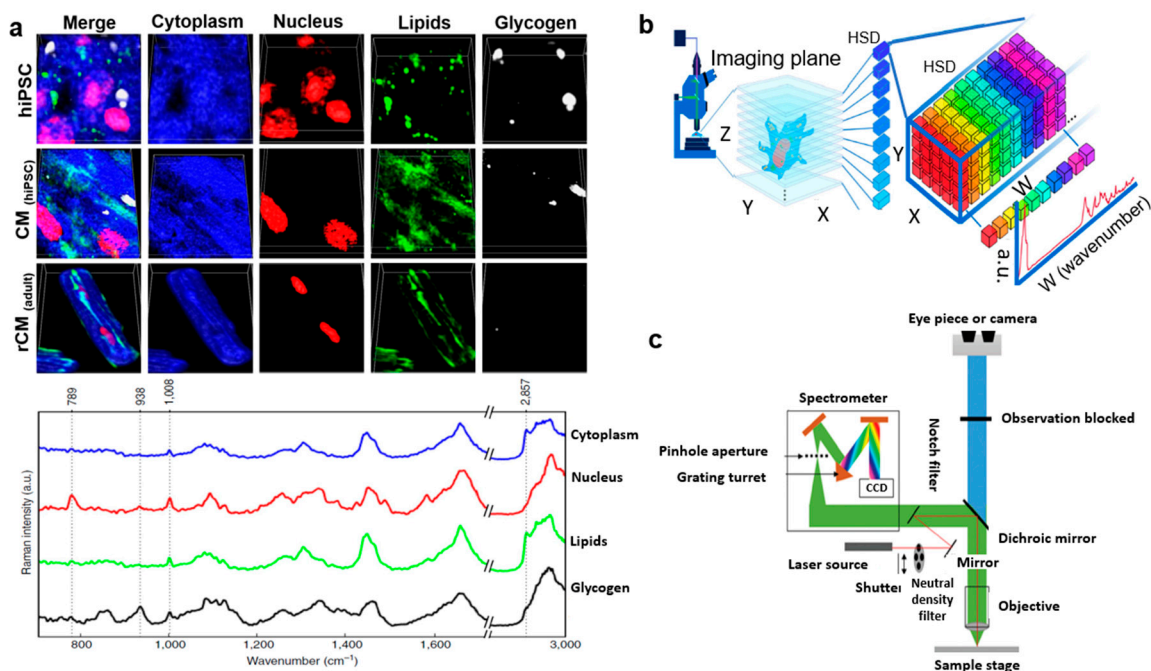 a
Merge Cytoplasm Nucleus Lipids Glycogen
hiPSC
CM (hiPSC)
rCM (adult)
789
938
1,008
2,857
Cytoplasm
Nucleus
Lipids
Glycogen
Raman intensity (a.u.)
800 1,000 1,200 1,400 1,600 3,000
Wavenumber (cm⁻¹)
b
Imaging plane
HSD
HSD
Z
Y
X
Y
X
W
...
...
a.u.
W (wavenumber)
c
Eye piece or camera
Spectrometer
Observation blocked
Notch filter
Pinhole aperture
Grating turret
CCD
Dichroic mirror
Laser source
Mirror
Shutter
Neutral
density
filter
Objective
Sample stage